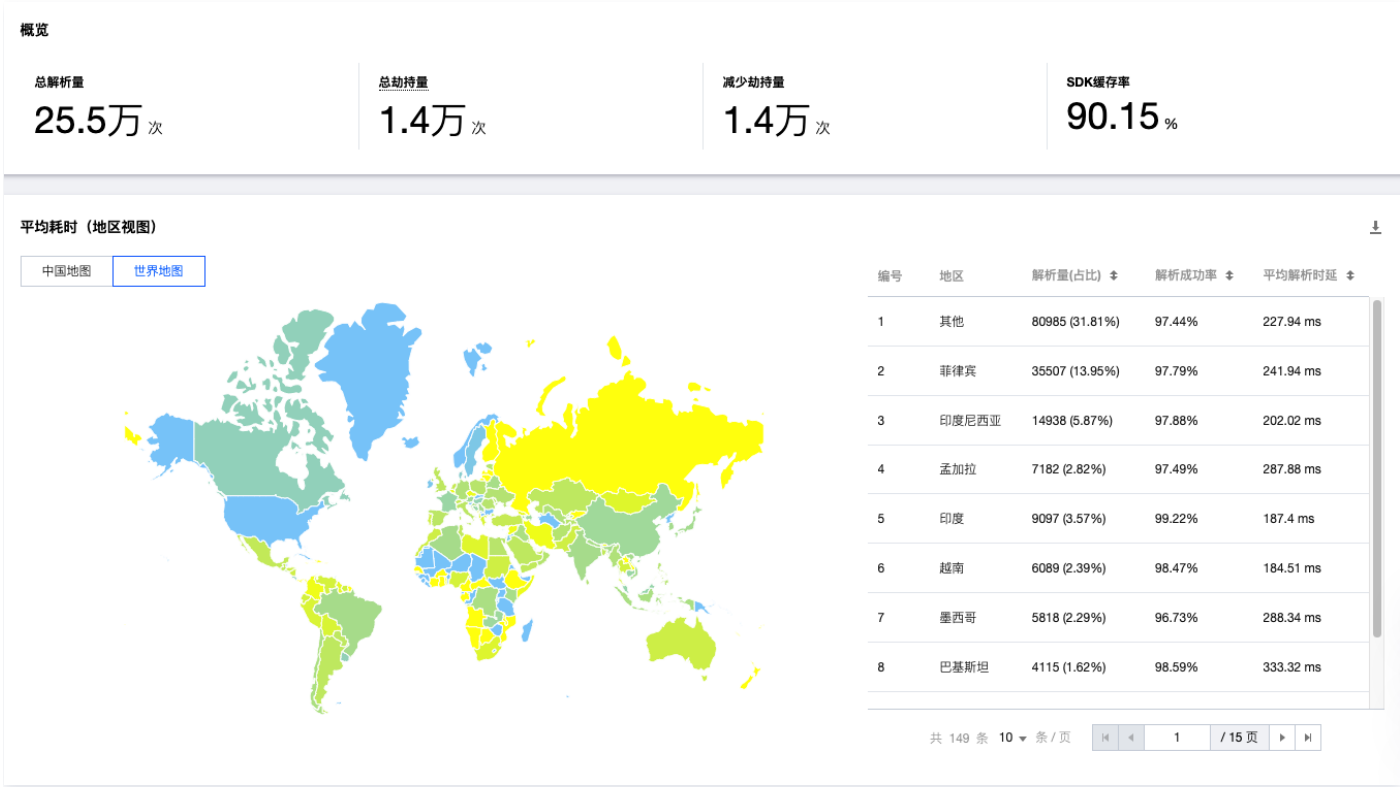 概览
总解析量
25.5万 次
总劫持量
1.4万 次
减少劫持量
1.4万 次
SDK缓存率
90.15 %
平均耗时（地区视图）
中国地图 世界地图
编号 地区 解析量(占比) 解析成功率 平均解析时延
1 其他 80985 (31.81%) 97.44% 227.94 ms
2 菲律宾 35507 (13.95%) 97.79% 241.94 ms
3 印度尼西亚 14938 (5.87%) 97.88% 202.02 ms
4 孟加拉 7182 (2.82%) 97.49% 287.88 ms
5 印度 9097 (3.57%) 99.22% 187.4 ms
6 越南 6089 (2.39%) 98.47% 184.51 ms
7 墨西哥 5818 (2.29%) 96.73% 288.34 ms
8 巴基斯坦 4115 (1.62%) 98.59% 333.32 ms
共 149 条 10 条 / 页 1 / 15 页